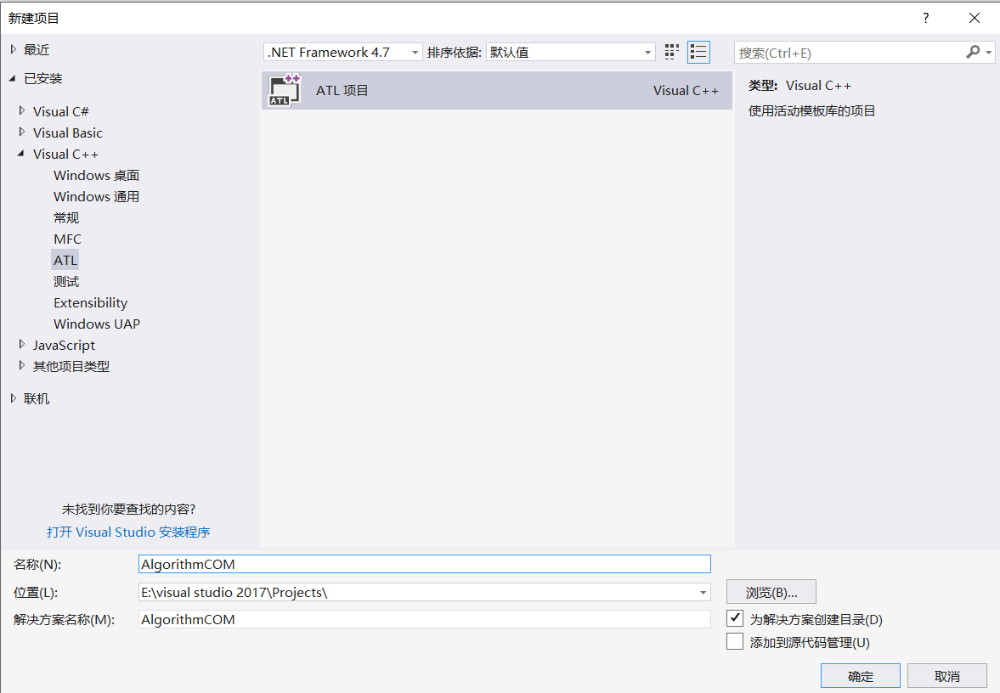 新建项目
?
最近
已安装
Visual C#
Visual Basic
Visual C++
Windows 桌面
Windows 通用
常规
MFC
ATL
测试
Extensibility
Windows UAP
JavaScript
其他项目类型
联机
未找到你要查找的内容?
打开 Visual Studio 安装程序
.NET Framework 4.7 排序依据: 默认值
ATL ATL 项目 Visual C++
搜索(Ctrl+E)
类型: Visual C++
使用活动模板库的项目
名称(N): AlgorithmCOM
位置(L): E:\visual studio 2017\Projects\ 浏览(B)...
解决方案名称(M): AlgorithmCOM 为解决方案创建目录(D)
添加到源代码管理(U)
确定 取消